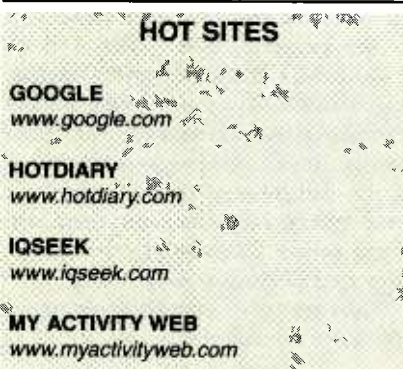 HOT SITES
GOOGLE
www.google.com
HOTDIARY
www.hotdiary.com
IQSEEK
www.iqseek.com
MY ACTIVITY WEB
www.myactivityweb.com